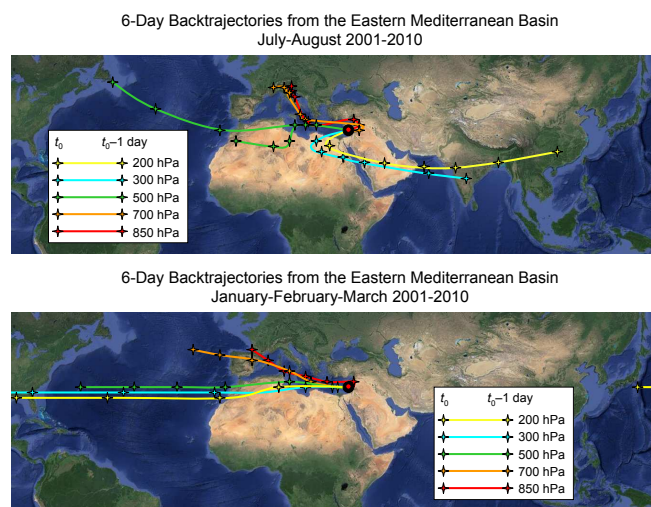 6-Day Backtrajectories from the Eastern Mediterranean Basin
July-August 2001-2010
t0 t0–1 day
200 hPa
300 hPa
500 hPa
700 hPa
850 hPa
6-Day Backtrajectories from the Eastern Mediterranean Basin
January-February-March 2001-2010
t0 t0–1 day
200 hPa
300 hPa
500 hPa
700 hPa
850 hPa